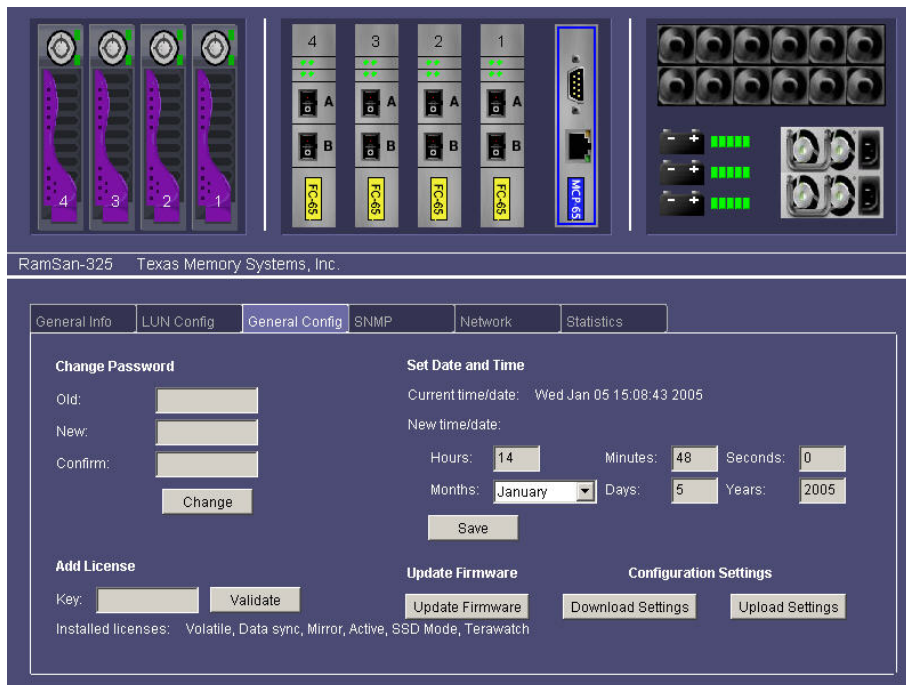 4 3 2 1
A A A A
B B B B
4 3 2 1
FC-65 FC-65 FC-65 FC-65 MCP-65
- +
- +
- +
RamSan-325 Texas Memory Systems, Inc.
General Info LUN Config General Config SNMP Network Statistics
Change Password
Old:
New:
Confirm:
Change
Set Date and Time
Current time/date: Wed Jan 05 15:08:43 2005
New time/date:
Hours: 14 Minutes: 48 Seconds: 0
Months: January Days: 5 Years: 2005
Save
Add License
Key: Validate
Installed licenses: Volatile, Data sync, Mirror, Active, SSD Mode, Terawatch
Update Firmware
Update Firmware
Configuration Settings
Download Settings Upload Settings